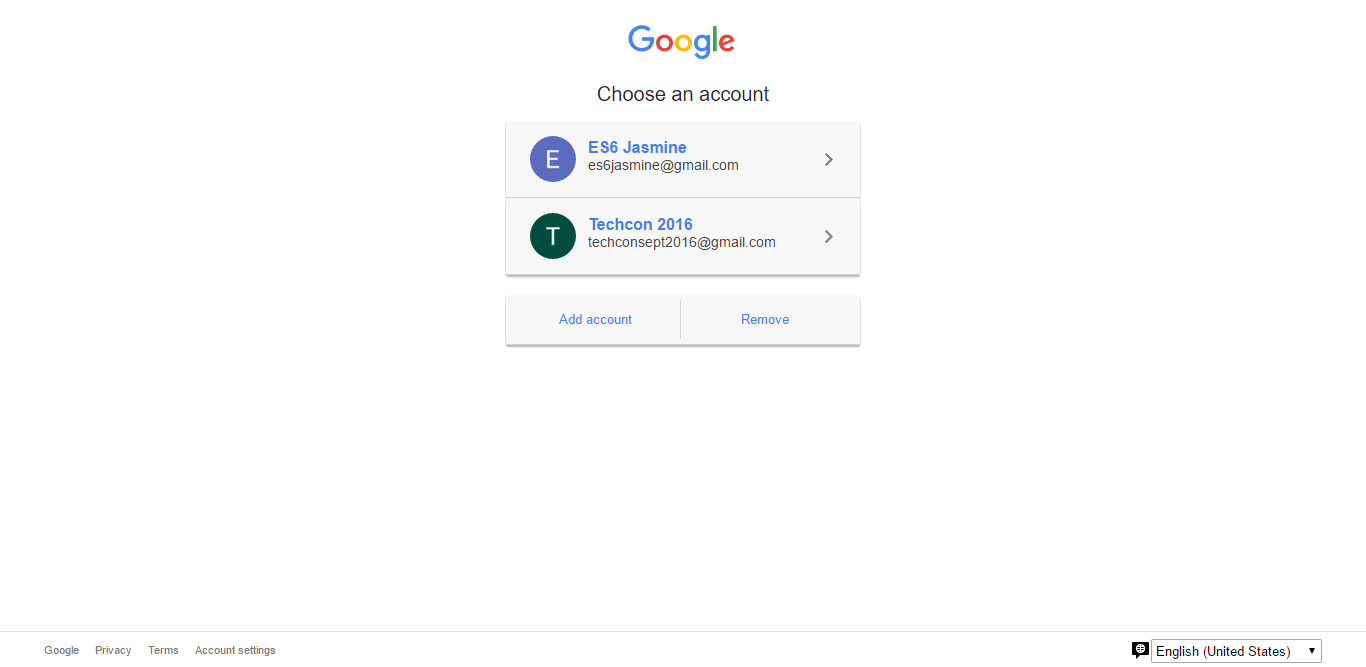 Google
Choose an account
E
ES6 Jasmine
es6jasmine@gmail.com
T
Techcon 2016
techconsept2016@gmail.com
Add account Remove
Google Privacy Terms Account settings English (United States)